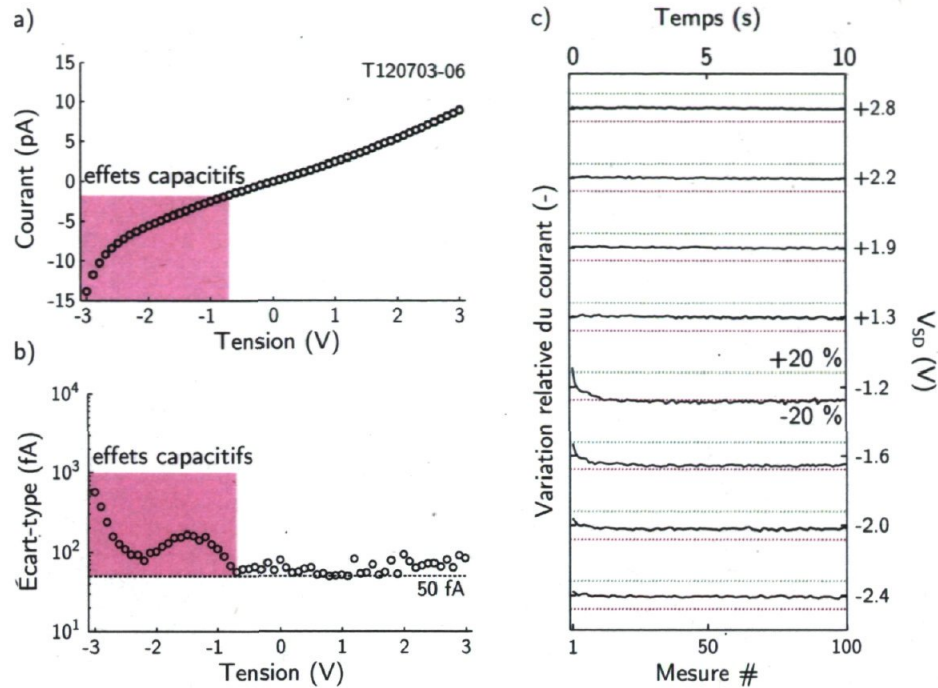 a)
T120703-06
effets capacitifs
15
10
5
0
-5
-10
-15
Courant (pA)
-3
-2
-1
0
1
2
3
Tension (V)
b)
effets capacitifs
50 fA
10⁴
10³
10²
10¹
Écart-type (fA)
-3
-2
-1
0
1
2
3
Tension (V)
c)
Temps (s)
0
5
10
Variation relative du courant (-)
+2.8
+2.2
+1.9
+1.3
+20 %
-1.2
-20 %
-1.6
-2.0
-2.4
V_SD (V)
1
50
100
Mesure #